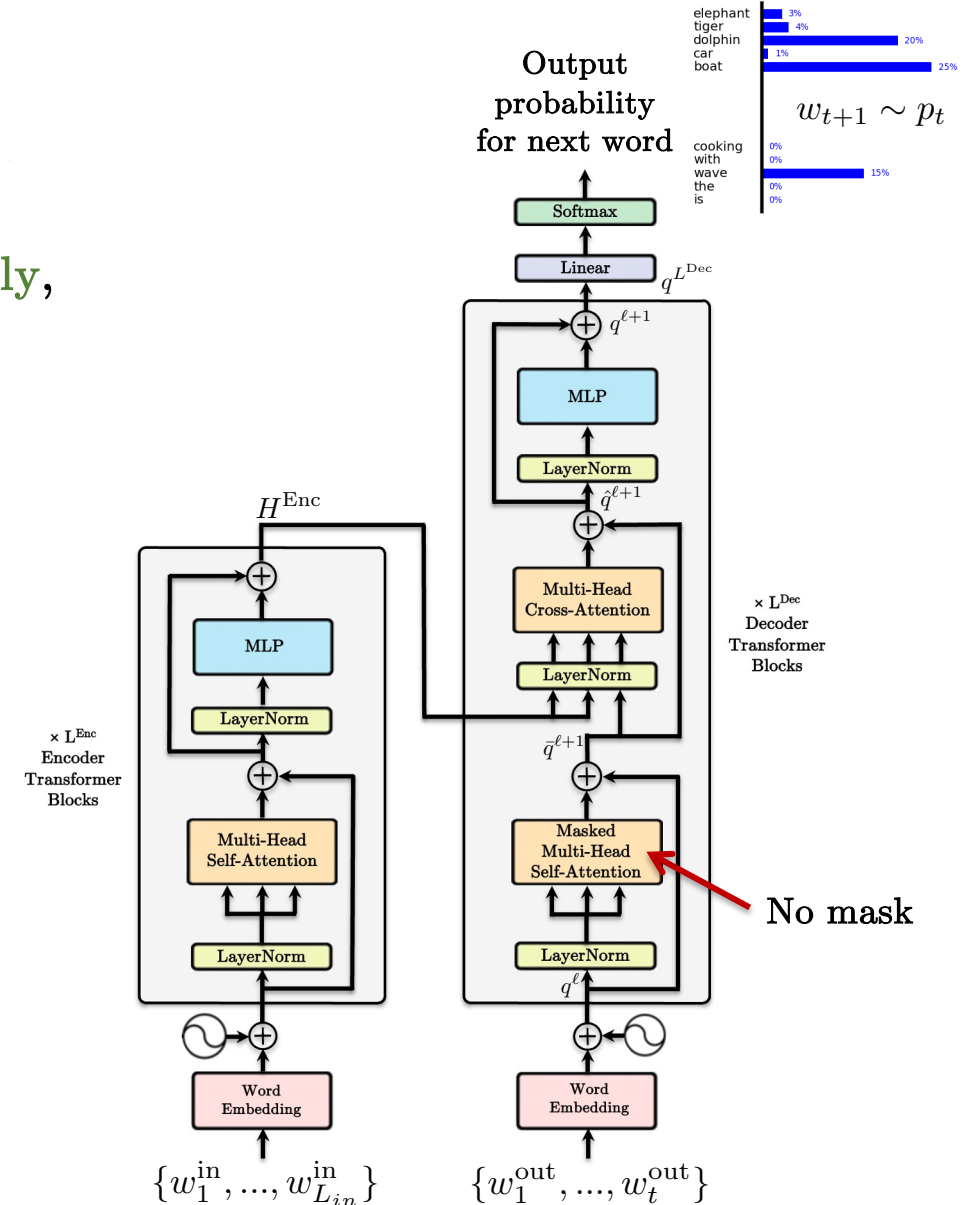 elephant 3%
tiger 4%
dolphin 20%
car 1%
boat 25%
Output
probability
for next word
w_{t+1} ∼ p_t
cooking 0%
with 0%
wave 15%
the 0%
is 0%
Softmax
Linear
q^{L^{Dec}}
ly,
q^{ℓ+1}
MLP
LayerNorm
q̂^{ℓ+1}
H^{Enc}
Multi-Head
Cross-Attention
× L^{Dec}
Decoder
Transformer
Blocks
MLP
LayerNorm
LayerNorm
q̄^{ℓ+1}
× L^{Enc}
Encoder
Transformer
Blocks
Multi-Head
Self-Attention
Masked
Multi-Head
Self-Attention
No mask
LayerNorm
LayerNorm
q^ℓ
Word
Embedding
Word
Embedding
{w_1^{in}, ..., w_{L_{in}}^{in}}
{w_1^{out}, ..., w_t^{out}}